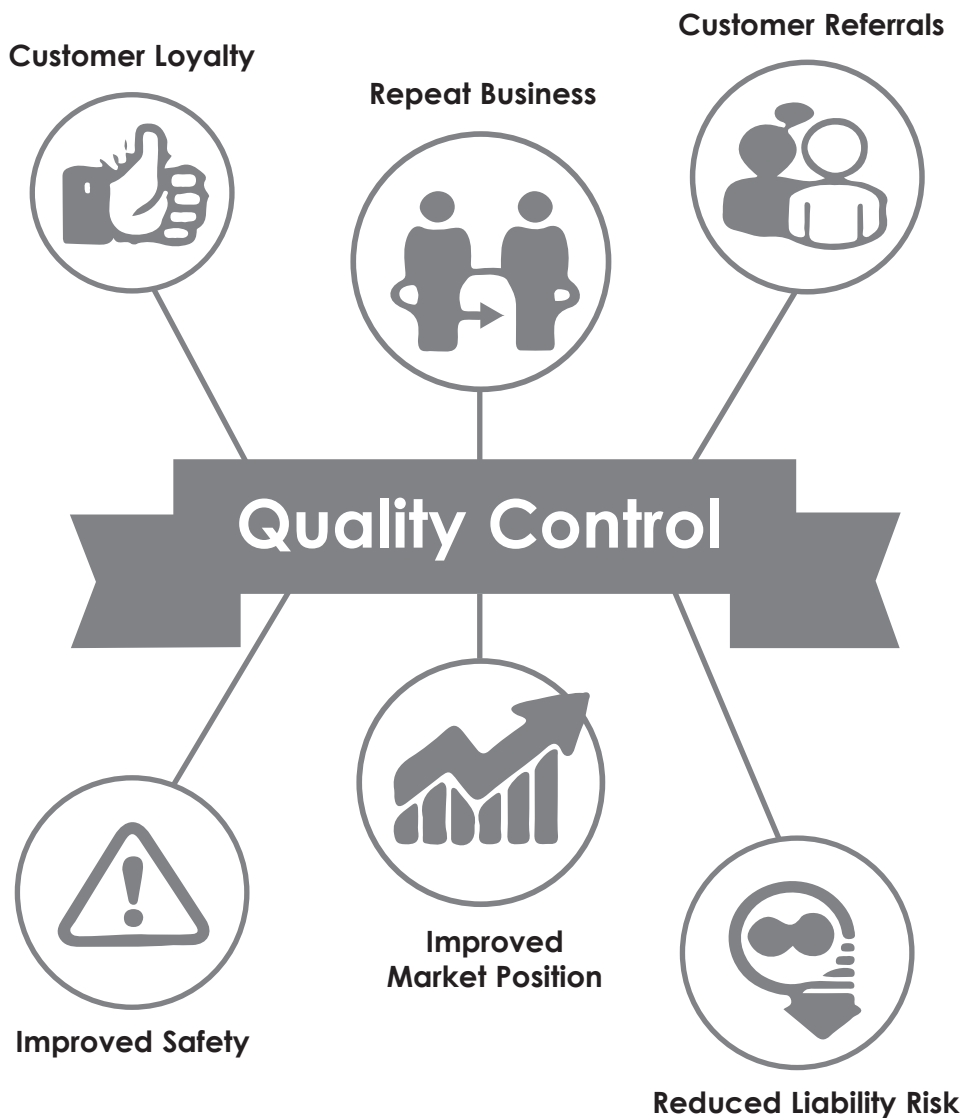 Customer Referrals
Customer Loyalty
Repeat Business
Quality Control
Improved
Market Position
Improved Safety
Reduced Liability Risk